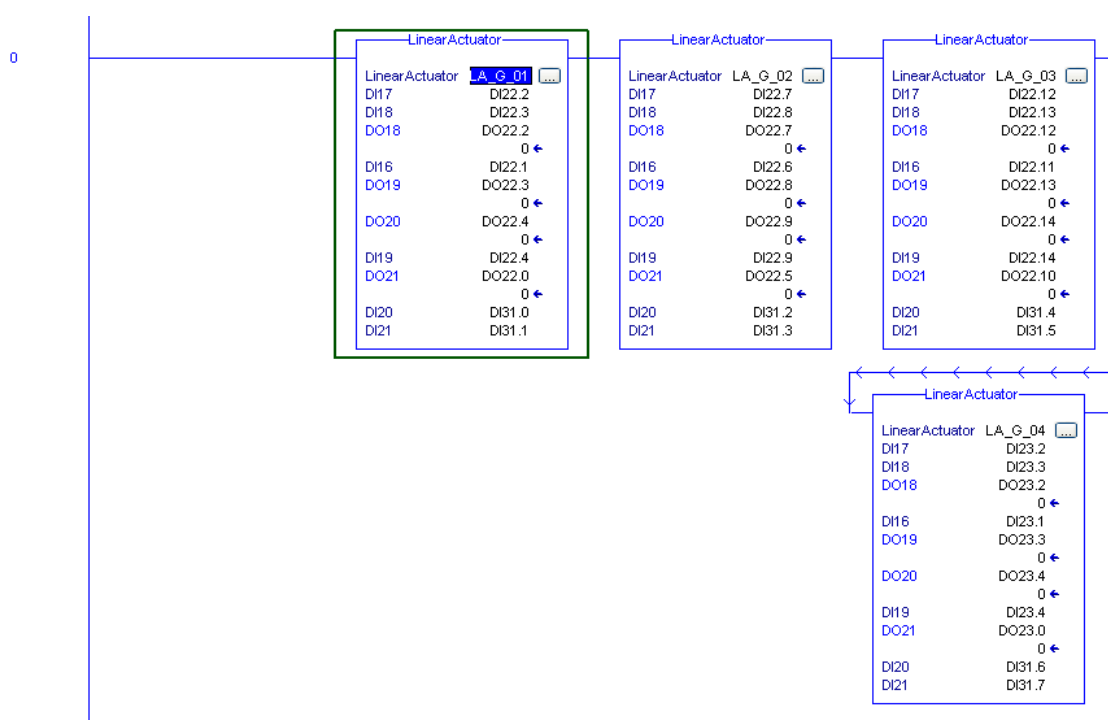 0
LinearActuator
LinearActuator LA_G_01 ...
DI17 DI22.2
DI18 DI22.3
DO18 DO22.2
0
DI16 DI22.1
DO19 DO22.3
0
DO20 DO22.4
0
DI19 DI22.4
DO21 DO22.0
0
DI20 DI31.0
DI21 DI31.1
LinearActuator
LinearActuator LA_G_02 ...
DI17 DI22.7
DI18 DI22.8
DO18 DO22.7
0
DI16 DI22.6
DO19 DO22.8
0
DO20 DO22.9
0
DI19 DI22.9
DO21 DO22.5
0
DI20 DI31.2
DI21 DI31.3
LinearActuator
LinearActuator LA_G_03 ...
DI17 DI22.12
DI18 DI22.13
DO18 DO22.12
0
DI16 DI22.11
DO19 DO22.13
0
DO20 DO22.14
0
DI19 DI22.14
DO21 DO22.10
0
DI20 DI31.4
DI21 DI31.5
LinearActuator
LinearActuator LA_G_04 ...
DI17 DI23.2
DI18 DI23.3
DO18 DO23.2
0
DI16 DI23.1
DO19 DO23.3
0
DO20 DO23.4
0
DI19 DI23.4
DO21 DO23.0
0
DI20 DI31.6
DI21 DI31.7